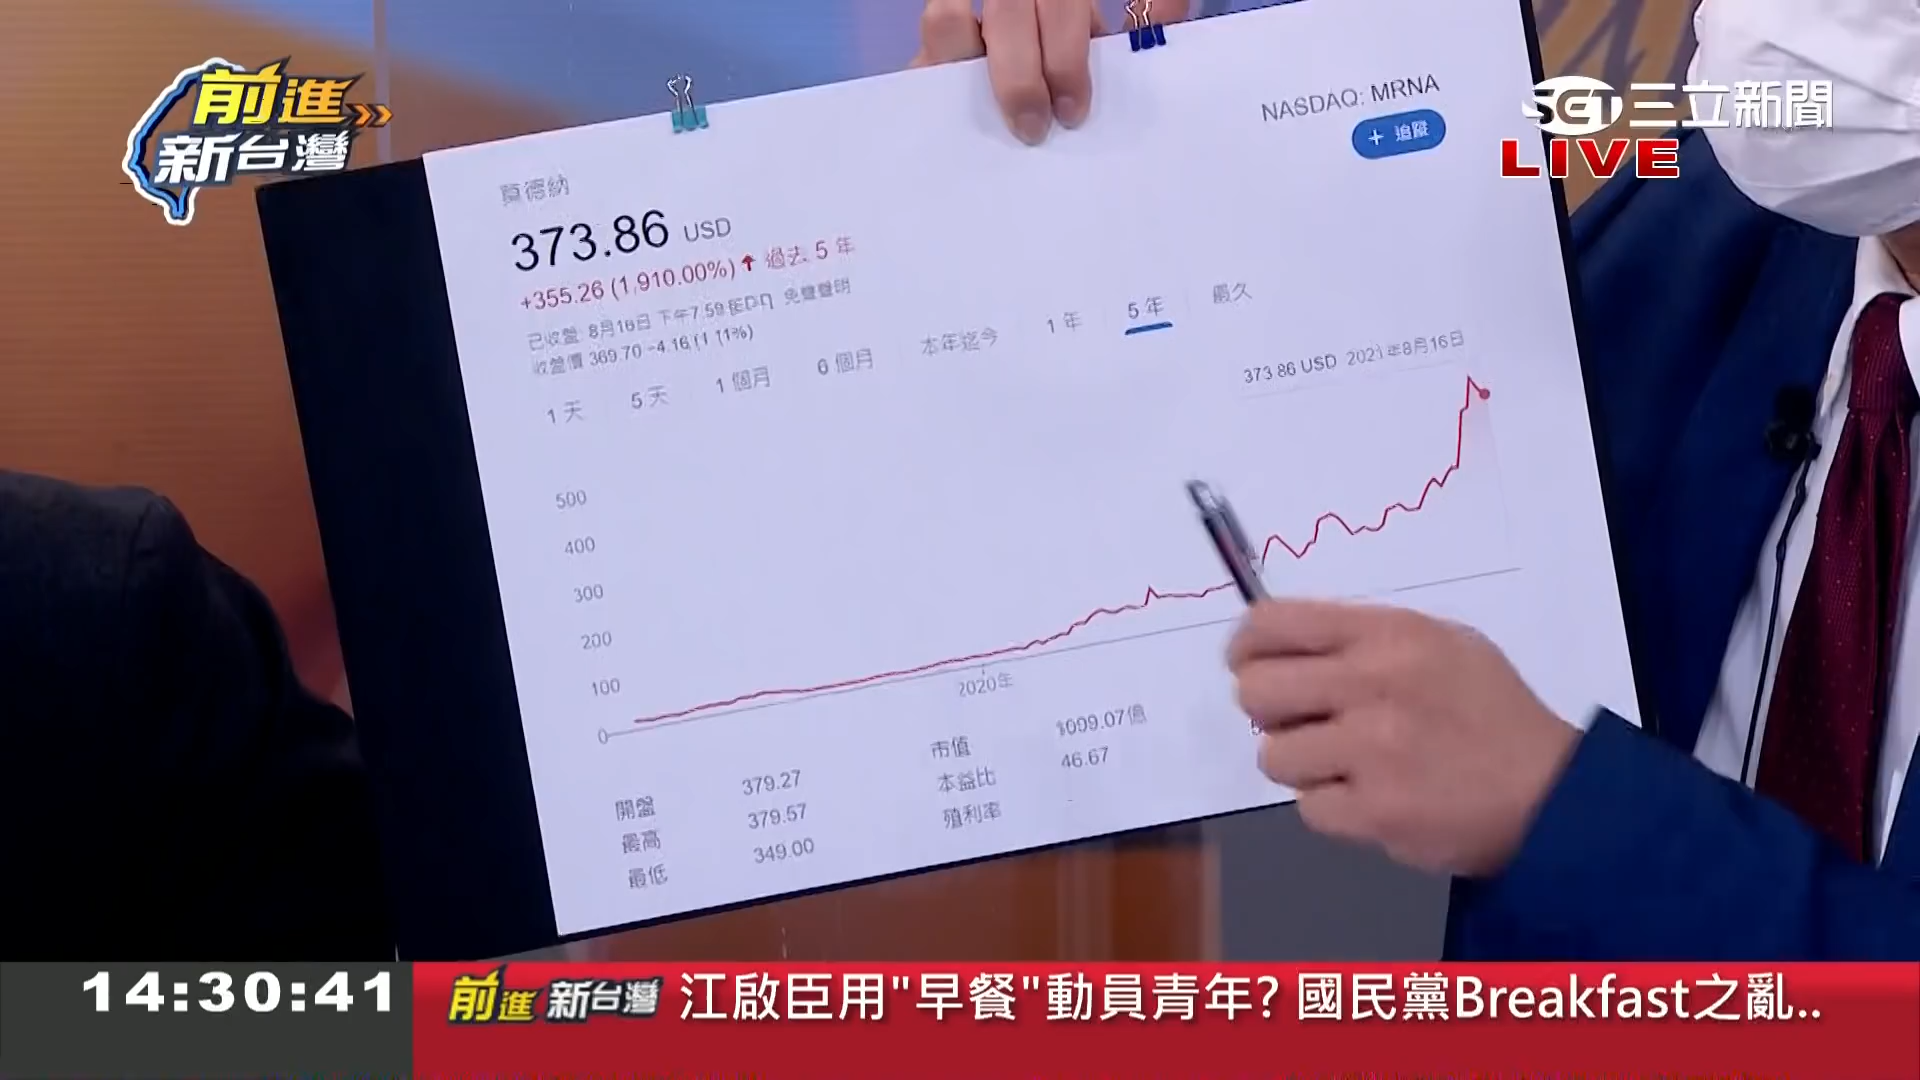 前進
新台灣
SET三立新聞
LIVE
NASDAQ: MRNA
+ 追蹤
莫德納
373.86 USD
+355.26 (1,910.00%) ↑ 過去 5 年
已收盤: 8月16日 下午7:59 [EDT] 免責聲明
收盤價 369.70 -4.16 (1.11%)
1 天 5 天 1 個月 6 個月 本年迄今 1 年 5 年 最久
373.86 USD 2021年8月16日
500
400
300
200
100
0
2020年
開盤 379.27
最高 379.57
最低 349.00
市值
本益比 46.67
殖利率
14:30:41
前進新台灣 江啟臣用"早餐"動員青年? 國民黨Breakfast之亂..